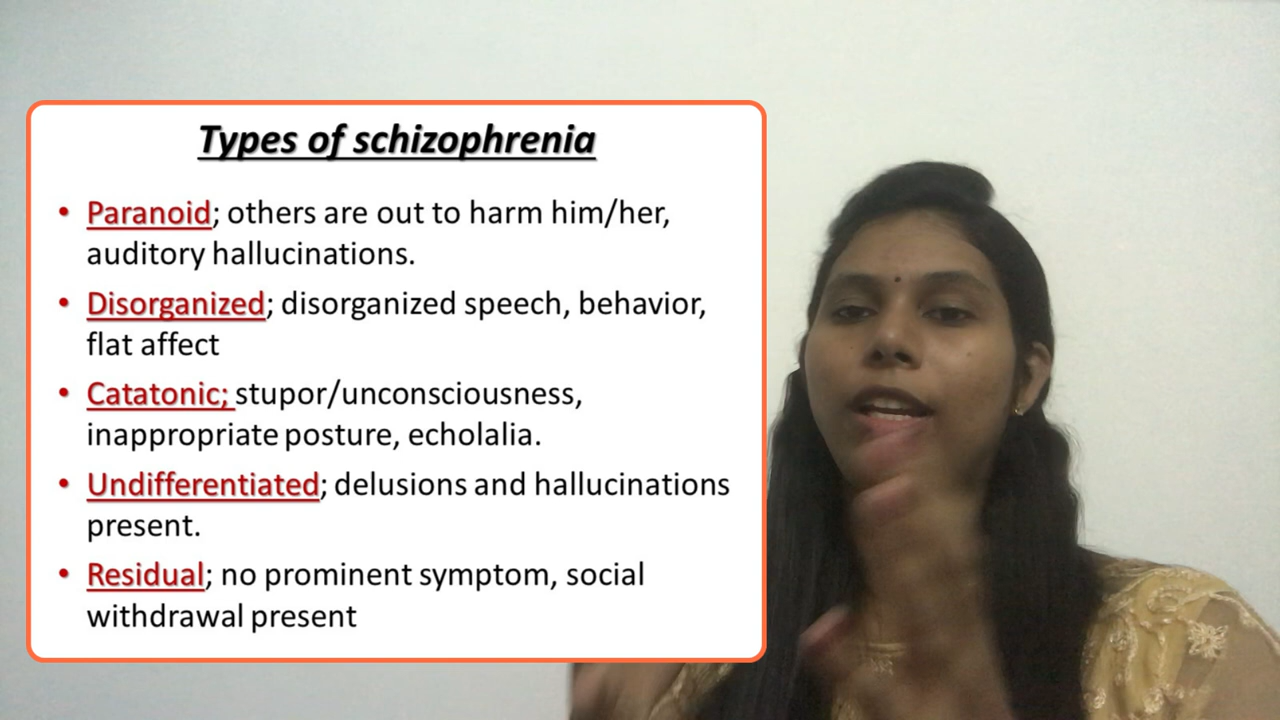 Types of schizophrenia
• Paranoid; others are out to harm him/her,
auditory hallucinations.
• Disorganized; disorganized speech, behavior,
flat affect
• Catatonic; stupor/unconsciousness,
inappropriate posture, echolalia.
• Undifferentiated; delusions and hallucinations
present.
• Residual; no prominent symptom, social
withdrawal present